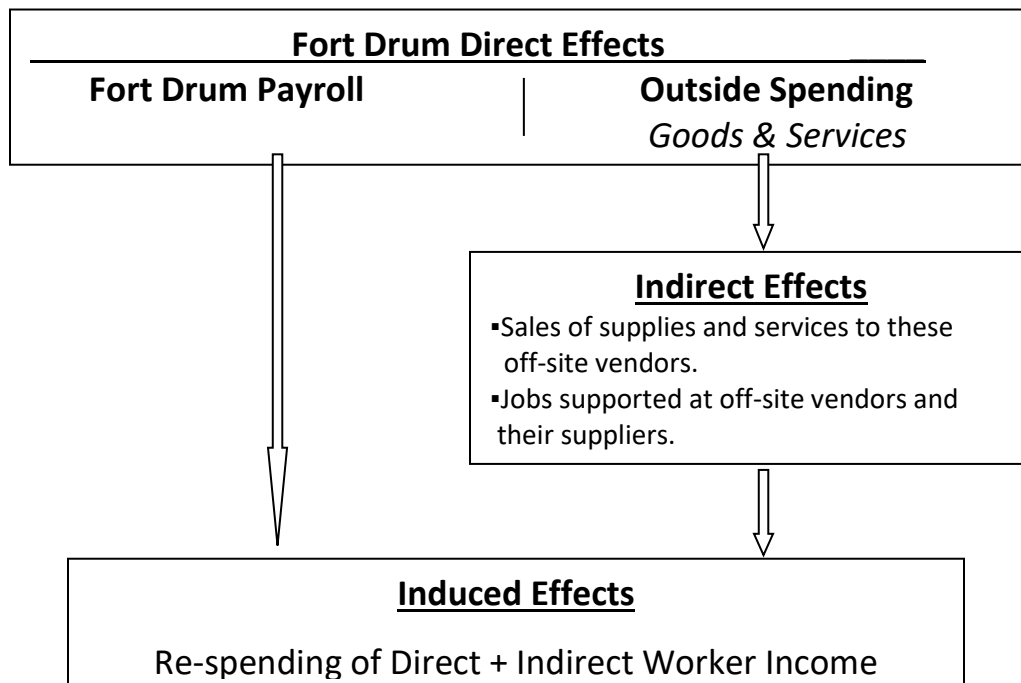 Fort Drum Direct Effects
Fort Drum Payroll
Outside Spending
Goods & Services
Indirect Effects
▪Sales of supplies and services to these
off-site vendors.
▪Jobs supported at off-site vendors and
their suppliers.
Induced Effects
Re-spending of Direct + Indirect Worker Income